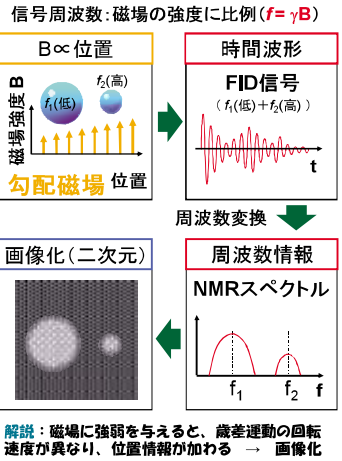 信号周波数:磁場の強度に比例(f= γB)
B∝位置
f₁(低)
f₂(高)
磁場強度 B
勾配磁場 位置
時間波形
FID信号
( f₁(低)+f₂(高) )
t
周波数変換
周波数情報
NMRスペクトル
f₁ f₂ f
画像化(二次元)
解説:磁場に強弱を与えると、歳差運動の回転
速度が異なり、位置情報が加わる → 画像化